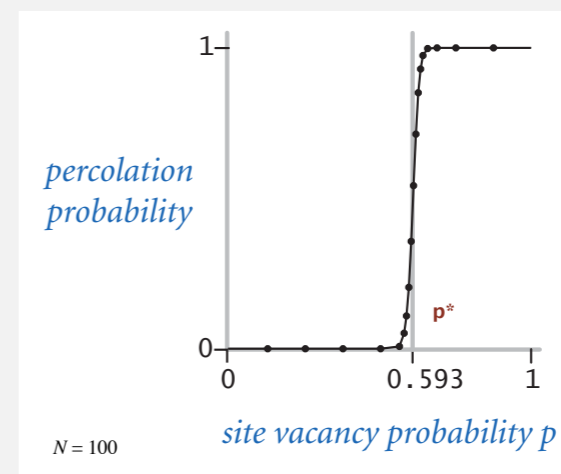 1
percolation
probability
p*
0
0
0.593
1
site vacancy probability p
N = 100